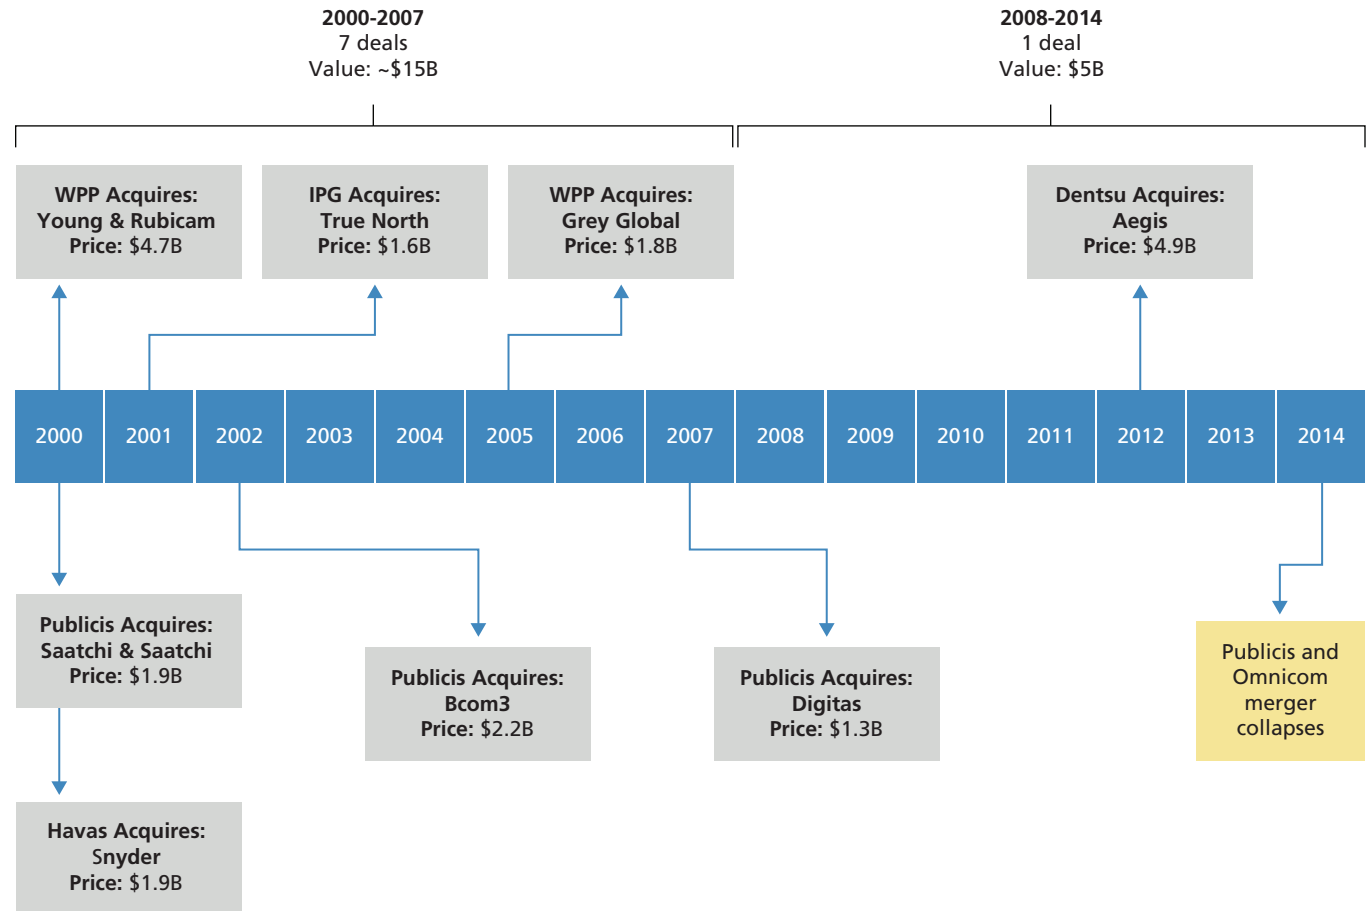 2000-2007
7 deals
Value: ~$15B
2008-2014
1 deal
Value: $5B
WPP Acquires:
Young & Rubicam
Price: $4.7B
IPG Acquires:
True North
Price: $1.6B
WPP Acquires:
Grey Global
Price: $1.8B
Dentsu Acquires:
Aegis
Price: $4.9B
2000
2001
2002
2003
2004
2005
2006
2007
2008
2009
2010
2011
2012
2013
2014
Publicis Acquires:
Saatchi & Saatchi
Price: $1.9B
Publicis Acquires:
Bcom3
Price: $2.2B
Publicis Acquires:
Digitas
Price: $1.3B
Publicis and
Omnicom
merger
collapses
Havas Acquires:
Snyder
Price: $1.9B